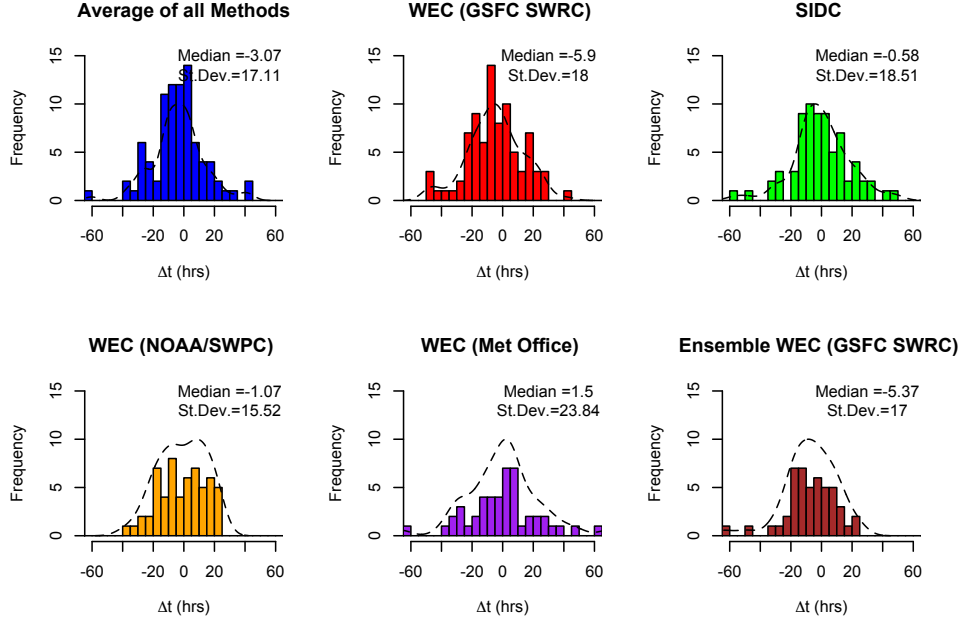 Average of all Methods
Median =-3.07
St.Dev.=17.11
Frequency
15
10
5
0
-60 -20 0 20 60
Δt (hrs)
WEC (GSFC SWRC)
Median =-5.9
St.Dev.=18
Frequency
15
10
5
0
-60 -20 0 20 60
Δt (hrs)
SIDC
Median =-0.58
St.Dev.=18.51
Frequency
15
10
5
0
-60 -20 0 20 60
Δt (hrs)
WEC (NOAA/SWPC)
Median =-1.07
St.Dev.=15.52
Frequency
15
10
5
0
-60 -20 0 20 60
Δt (hrs)
WEC (Met Office)
Median =1.5
St.Dev.=23.84
Frequency
15
10
5
0
-60 -20 0 20 60
Δt (hrs)
Ensemble WEC (GSFC SWRC)
Median =-5.37
St.Dev.=17
Frequency
15
10
5
0
-60 -20 0 20 60
Δt (hrs)